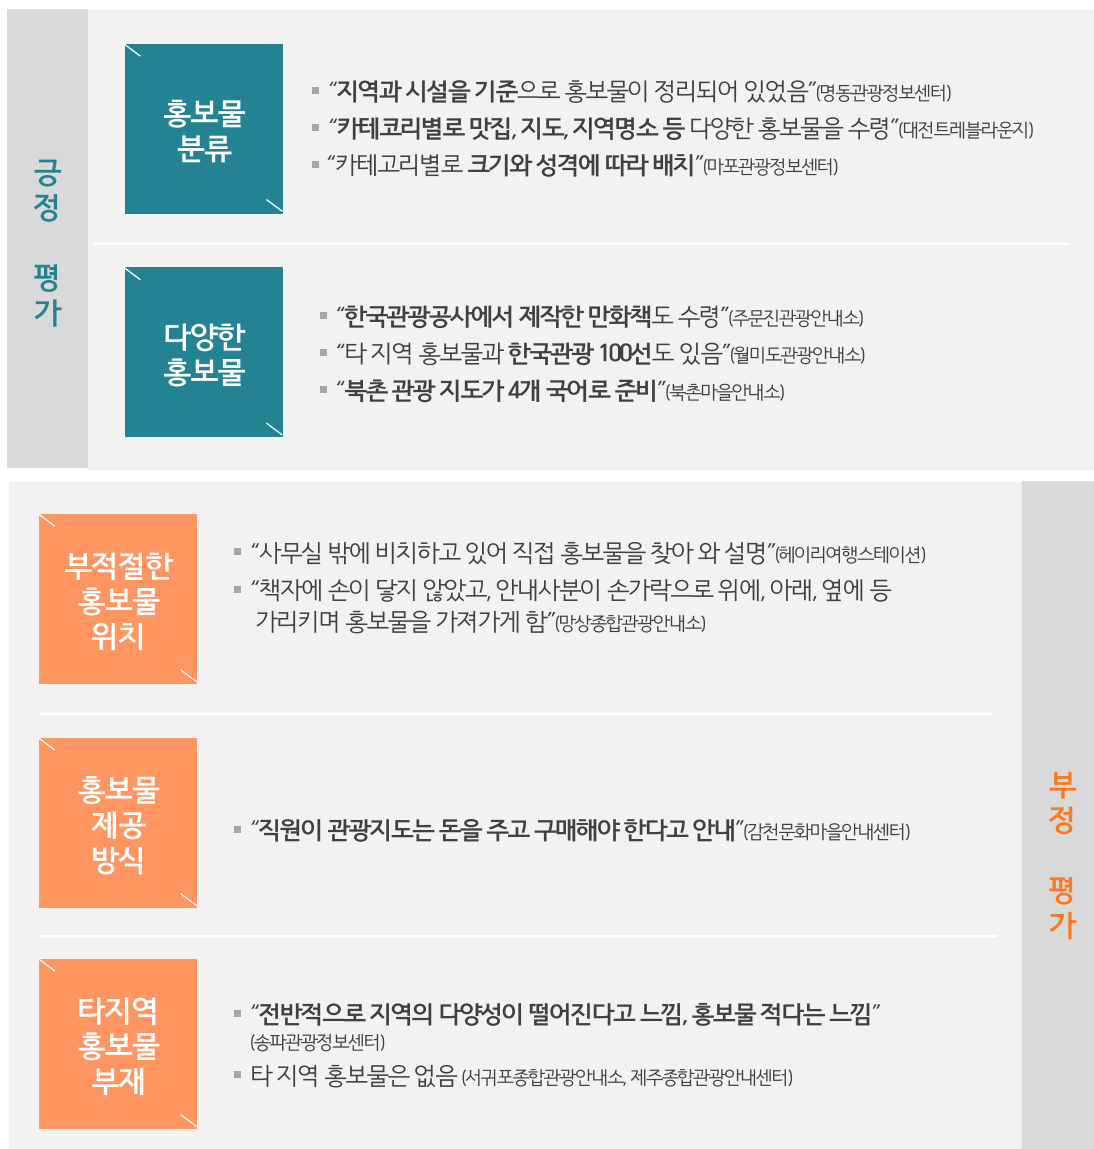 긍정 평가
홍보물
분류
“지역과 시설을 기준으로 홍보물이 정리되어 있었음”(명동관광정보센터)
“카테코리별로 맛집, 지도, 지역명소 등 다양한 홍보물을 수령”(대전트레블라운지)
“카테고리별로 크기와 성격에 따라 배치”(마포관광정보센터)
다양한
홍보물
“한국관광공사에서 제작한 만화책도 수령”(주문진관광안내소)
“타 지역 홍보물과 한국관광 100선도 있음”(월미도관광안내소)
“북촌 관광 지도가 4개 국어로 준비”(북촌마을안내소)
부정 평가
부적절한
홍보물
위치
“사무실 밖에 비치하고 있어 직접 홍보물을 찾아 와 설명”(헤이리여행스테이션)
“책자에 손이 닿지 않았고, 안내사분이 손가락으로 위에, 아래, 옆에 등
가리키며 홍보물을 가져가게 함”(망상종합관광안내소)
홍보물
제공
방식
“직원이 관광지도는 돈을 주고 구매해야 한다고 안내”(감천문화마을안내센터)
타지역
홍보물
부재
“전반적으로 지역의 다양성이 떨어진다고 느낌, 홍보물 적다는 느낌”
(송파관광정보센터)
타 지역 홍보물은 없음 (서귀포종합관광안내소, 제주종합관광안내센터)